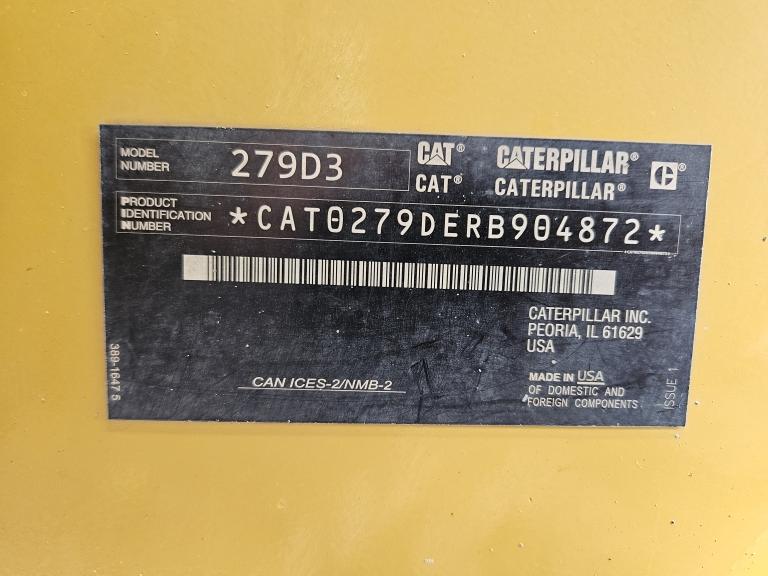 MODEL
NUMBER
279D3
CAT®
CATERPILLAR®
C
CAT®
CATERPILLAR®
PRODUCT
IDENTIFICATION
NUMBER
*CAT0279DERB904872*
CATERPILLAR INC.
PEORIA, IL 61629
USA
MADE IN USA
OF DOMESTIC AND
FOREIGN COMPONENTS
CAN ICES-2/NMB-2
389-1647 5
ISSUE 1